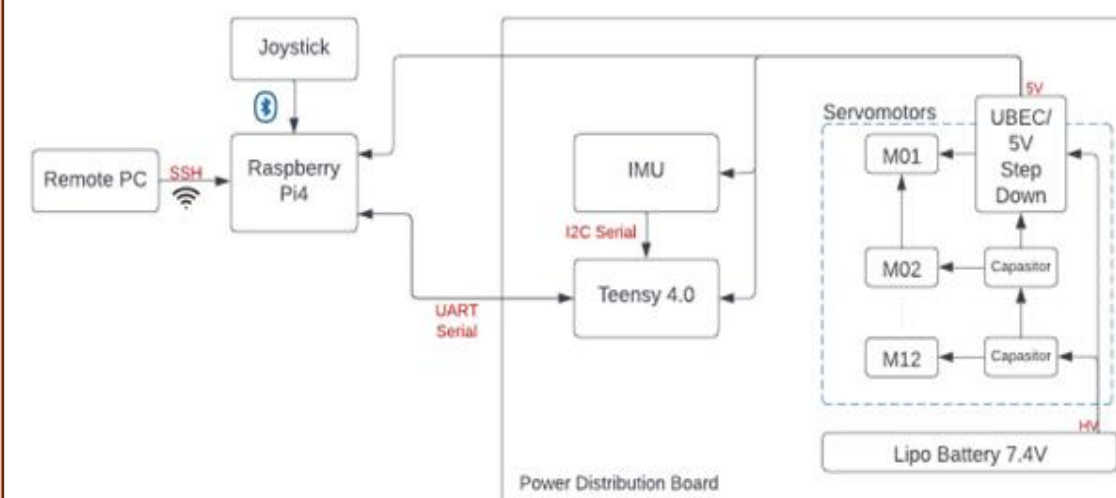 Joystick
Remote PC
SSH
Raspberry
Pi4
UART
Serial
IMU
I2C Serial
Teensy 4.0
Servomotors
5V
UBEC/
5V
Step
Down
M01
M02
Capasitor
M12
Capasitor
HV
Lipo Battery 7.4V
Power Distribution Board